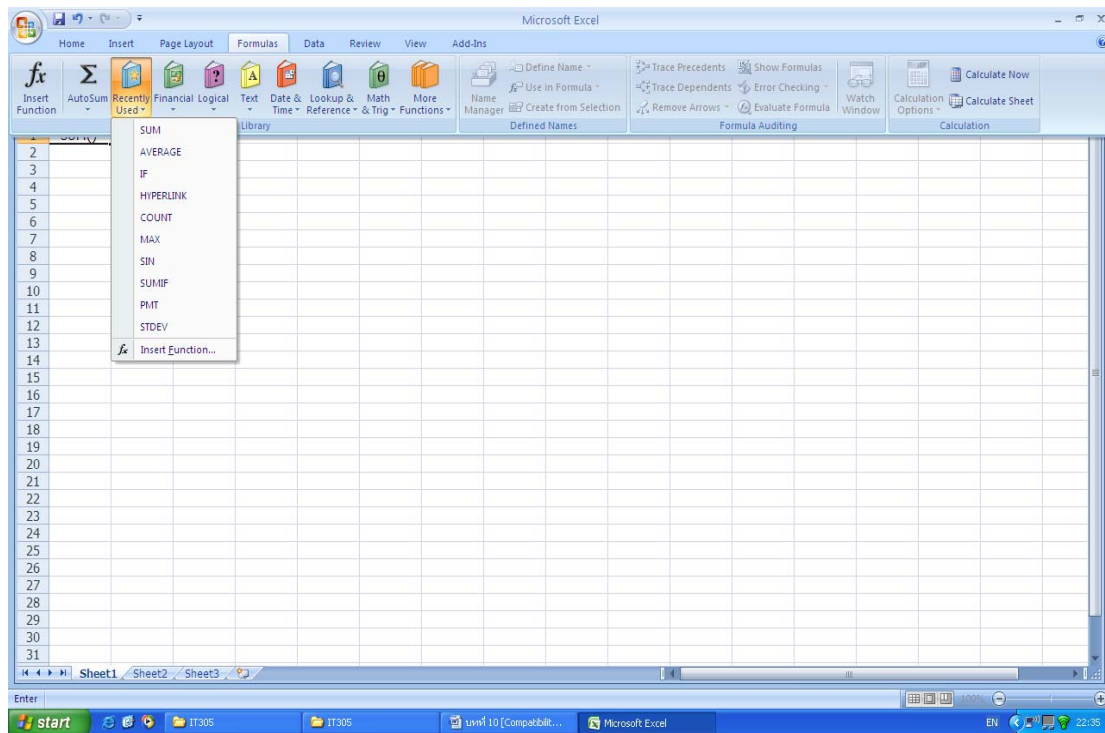 Microsoft Excel
Home Insert Page Layout Formulas Data Review View Add-Ins
fx Insert Function
Σ AutoSum
Recently Used
Financial
Logical
Text
Date & Time
Lookup & Reference
Math & Trig
More Functions
Library
Name Manager
Define Name
Use in Formula
Create from Selection
Defined Names
Trace Precedents
Trace Dependents
Remove Arrows
Show Formulas
Error Checking
Evaluate Formula
Watch Window
Formula Auditing
Calculation Options
Calculate Now
Calculate Sheet
Calculation
SUM
AVERAGE
IF
HYPERLINK
COUNT
MAX
SIN
SUMIF
PMT
STDEV
fx Insert Function...
1
2
3
4
5
6
7
8
9
10
11
12
13
14
15
16
17
18
19
20
21
22
23
24
25
26
27
28
29
30
31
Sheet1 Sheet2 Sheet3
Enter
100%
start
IT305
IT305
บทที่ 10 [Compatibilit...
Microsoft Excel
EN
22:35